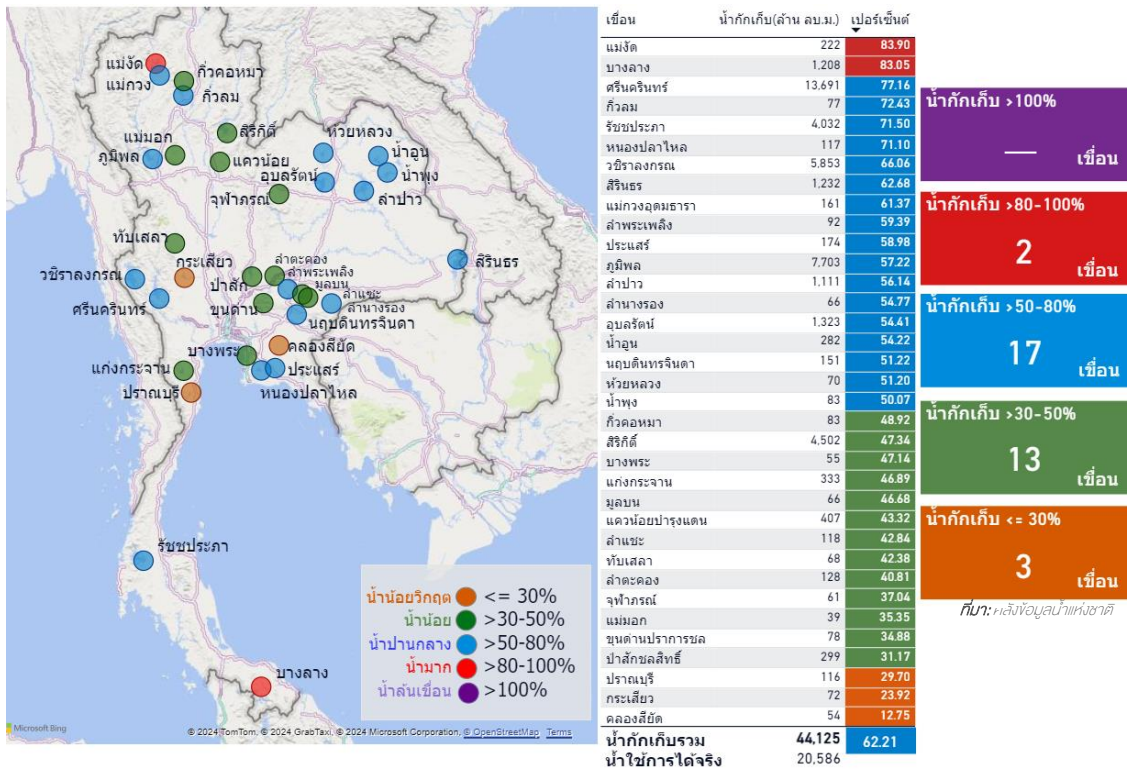 แม่งัด
แม่กวง
กิ่วคอหมา
กิ่วลม
สิริกิติ์
แม่มอก
ภูมิพล
แควน้อย
ห้วยหลวง
น้ำอูน
อุบลรัตน์
น้ำพุง
จุฬาภรณ์
ลำปาว
ทับเสลา
กระเสียว
ลำตะคอง
สิรินธร
วชิราลงกรณ
ปาสัก
ลำพระเพลิง
มูลบน
ลำแชะ
ศรีนครินทร์
ขุนด่าน
ลำนางรอง
นฤบดินทรจินดา
บางพระ
คลองสียัด
แก่งกระจาน
ประแสร์
ปราณบุรี
หนองปลาไหล
รัชชประภา
บางลาง
น้ำน้อยวิกฤต <= 30%
น้ำน้อย >30-50%
น้ำปานกลาง >50-80%
น้ำมาก >80-100%
น้ำล้นเขื่อน >100%
Microsoft Bing
© 2024 TomTom, © 2024 GrabTaxi, © 2024 Microsoft Corporation, © OpenStreetMap Terms
เขื่อน น้ำกักเก็บ(ล้าน ลบ.ม.) เปอร์เซ็นต์
แม่งัด 222 83.90
บางลาง 1,208 83.05
ศรีนครินทร์ 13,691 77.16
กิ่วลม 77 72.43
รัชชประภา 4,032 71.50
หนองปลาไหล 117 71.10
วชิราลงกรณ 5,853 66.06
สิรินธร 1,232 62.68
แม่กวงอุดมธารา 161 61.37
ลำพระเพลิง 92 59.39
ประแสร์ 174 58.98
ภูมิพล 7,703 57.22
ลำปาว 1,111 56.14
ลำนางรอง 66 54.77
อุบลรัตน์ 1,323 54.41
น้ำอูน 282 54.22
นฤบดินทรจินดา 151 51.22
ห้วยหลวง 70 51.20
น้ำพุง 83 50.07
กิ่วคอหมา 83 48.92
สิริกิติ์ 4,502 47.34
บางพระ 55 47.14
แก่งกระจาน 333 46.89
มูลบน 66 46.68
แควน้อยบำรุงแดน 407 43.32
ลำแชะ 118 42.84
ทับเสลา 68 42.38
ลำตะคอง 128 40.81
จุฬาภรณ์ 61 37.04
แม่มอก 39 35.35
ขุนด่านปราการชล 78 34.88
ป่าสักชลสิทธิ์ 299 31.17
ปราณบุรี 116 29.70
กระเสียว 72 23.92
คลองสียัด 54 12.75
น้ำกักเก็บรวม 44,125 62.21
น้ำใช้การได้จริง 20,586
น้ำกักเก็บ >100%
— เขื่อน
น้ำกักเก็บ >80-100%
2 เขื่อน
น้ำกักเก็บ >50-80%
17 เขื่อน
น้ำกักเก็บ >30-50%
13 เขื่อน
น้ำกักเก็บ <= 30%
3 เขื่อน
ที่มา: คลังข้อมูลน้ำแห่งชาติ